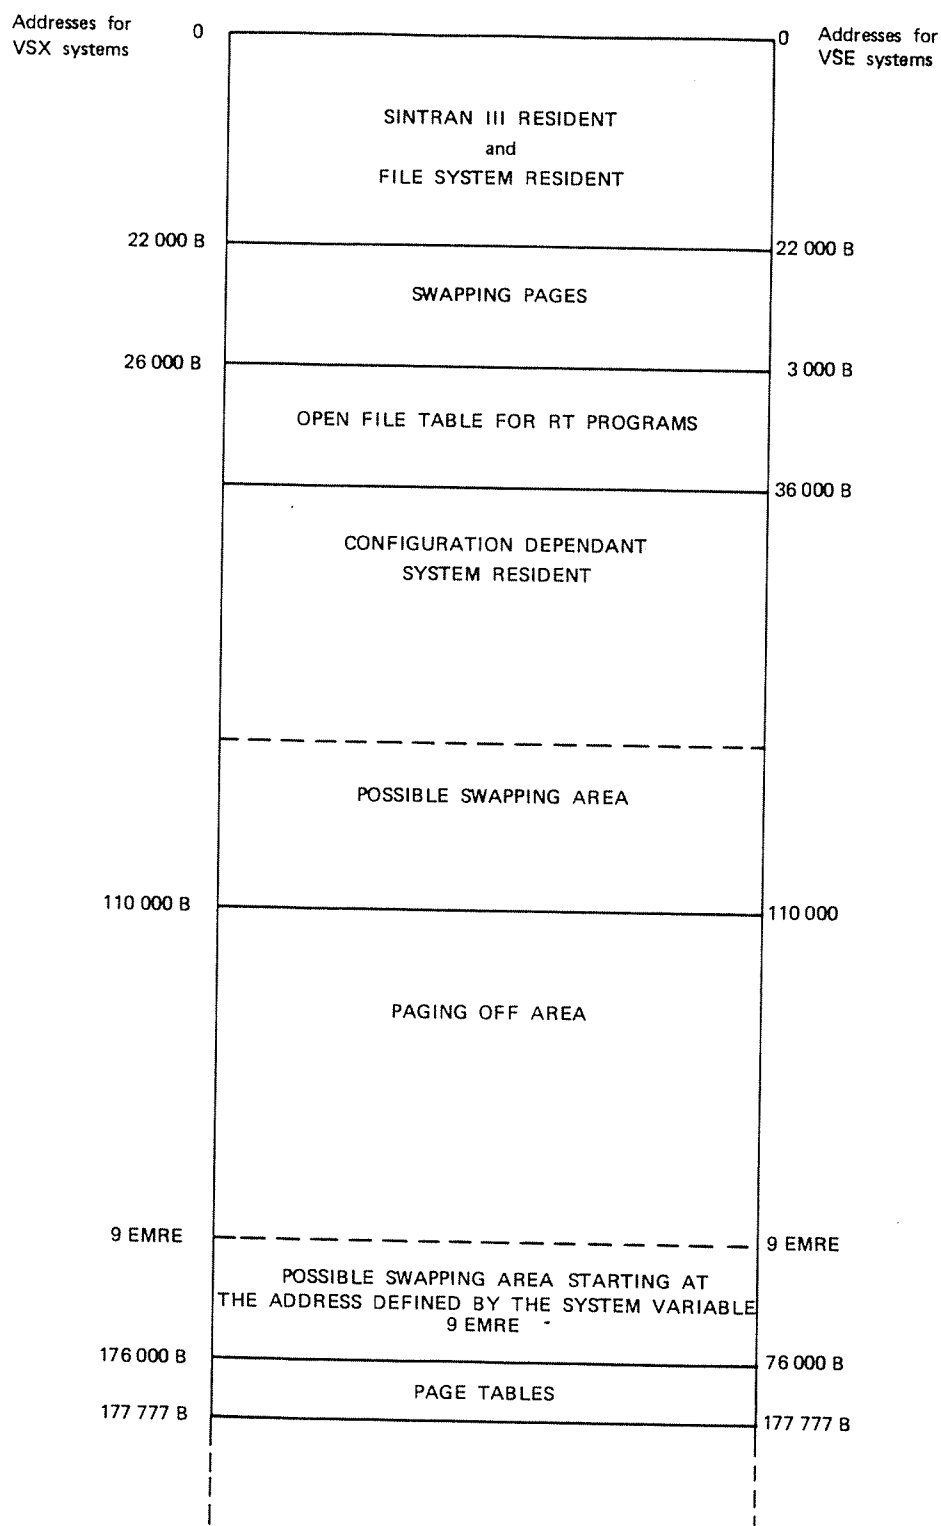 Addresses for
VSX systems
0
0
Addresses for
VSE systems
SINTRAN III RESIDENT
and
FILE SYSTEM RESIDENT
22 000 B
22 000 B
SWAPPING PAGES
26 000 B
3 000 B
OPEN FILE TABLE FOR RT PROGRAMS
36 000 B
CONFIGURATION DEPENDANT
SYSTEM RESIDENT
POSSIBLE SWAPPING AREA
110 000 B
110 000
PAGING OFF AREA
9 EMRE
9 EMRE
POSSIBLE SWAPPING AREA STARTING AT
THE ADDRESS DEFINED BY THE SYSTEM VARIABLE
9 EMRE
176 000 B
76 000 B
PAGE TABLES
177 777 B
177 777 B